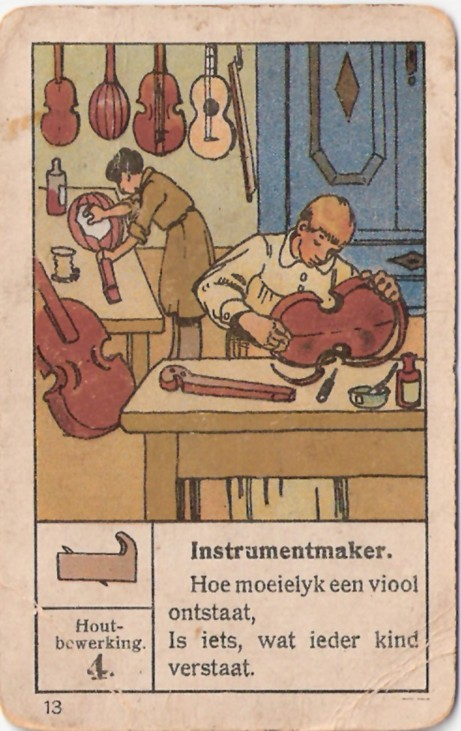 Instrumentmaker.
Hoe moeielyk een viool
ontstaat,
Is iets, wat ieder kind
verstaat.
Hout-
bewerking.
4.
13